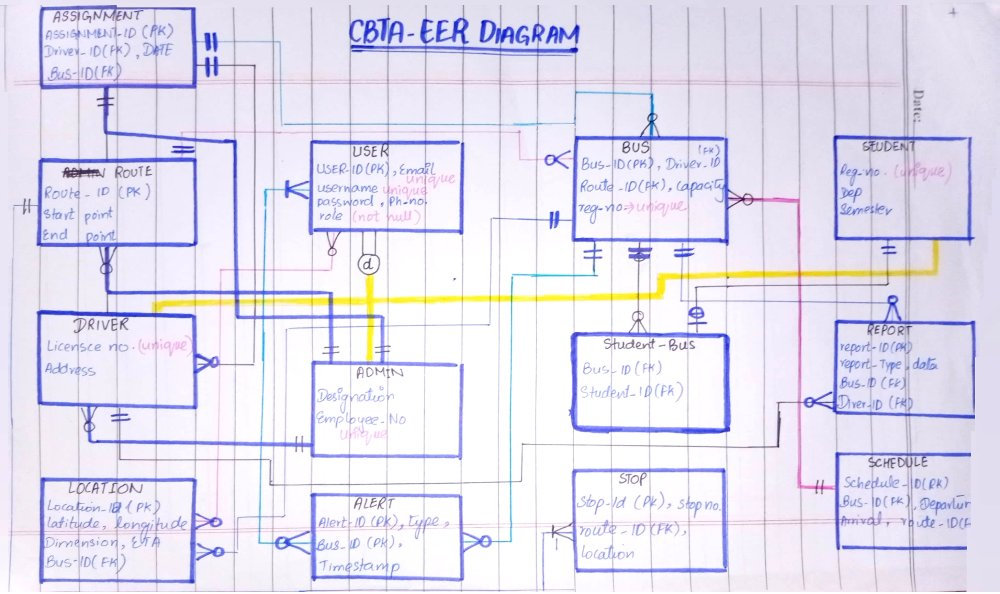 CBTA-EER DIAGRAM
Date:
ASSIGNMENT
ASSIGNMENT-ID (PK)
Driver-ID(FK), DATE
Bus-ID(FK)
ROUTE
Route-ID (PK)
Start point
End point
USER
USER-ID(PK), Email unique
username unique
password, Ph-no.
role (not null)
d
BUS
(FK)
Bus-ID(PK), Driver-ID
Route-ID(FK), Capacity
reg-no.→unique
STUDENT
Reg-no. (unique)
Dep
Semester
DRIVER
Licensce no. (unique)
Address
ADMIN
Designation
Employee-No
unique
Student-Bus
Bus-ID(FK)
Student-ID(FK)
REPORT
report-ID(PK)
report-Type, data
Bus-ID(FK)
Diver-ID(FK)
LOCATION
Location-ID(PK)
Latitude, longitude
Dimension, ETA
Bus-ID(FK)
ALERT
Alert-ID(PK), Type,
Bus-ID(PK),
Timestamp
STOP
Stop-Id (PK), stop no.
route-ID(FK),
location
SCHEDULE
Schedule-ID(PK)
Bus-ID(FK), Departur
Arrival, route-ID(F